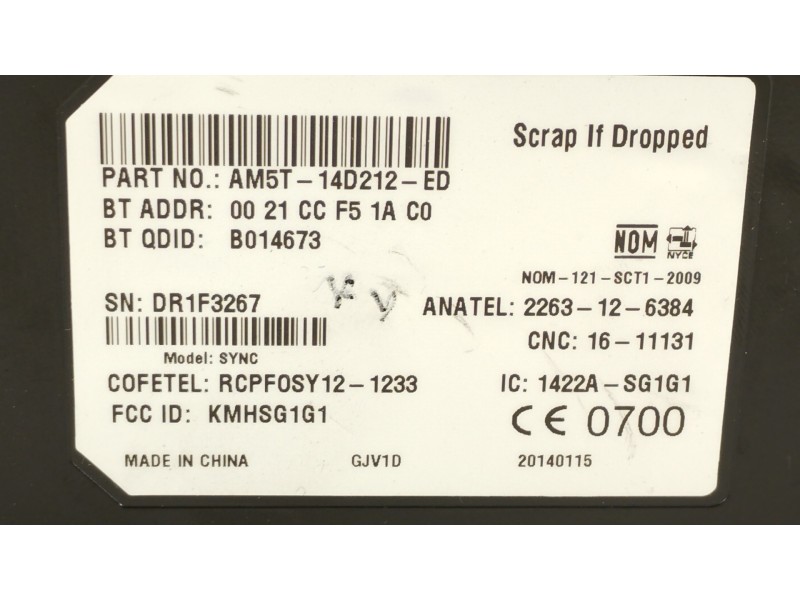 Scrap If Dropped
PART NO.: AM5T-14D212-ED
BT ADDR: 00 21 CC F5 1A C0
BT QDID: B014673
NOM NYCE
NOM-121-SCT1-2009
SN: DR1F3267
ANATEL: 2263-12-6384
CNC: 16-11131
Model: SYNC
COFETEL: RCPFOSY12-1233
IC: 1422A-SG1G1
FCC ID: KMHSG1G1
CE 0700
MADE IN CHINA GJV1D 20140115